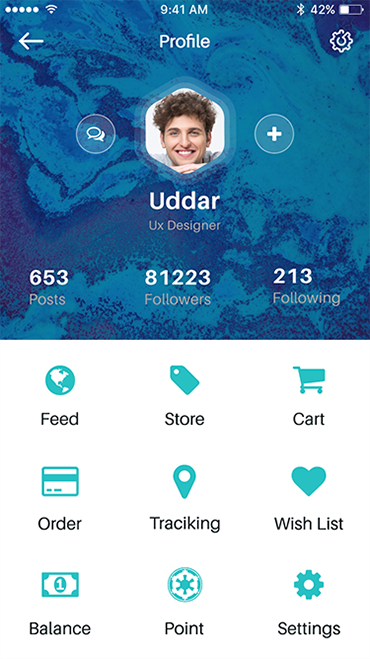 9:41 AM 42%
Profile
Uddar
Ux Designer
653 81223 213
Posts Followers Following
Feed Store Cart
Order Traciking Wish List
1
Balance Point Settings